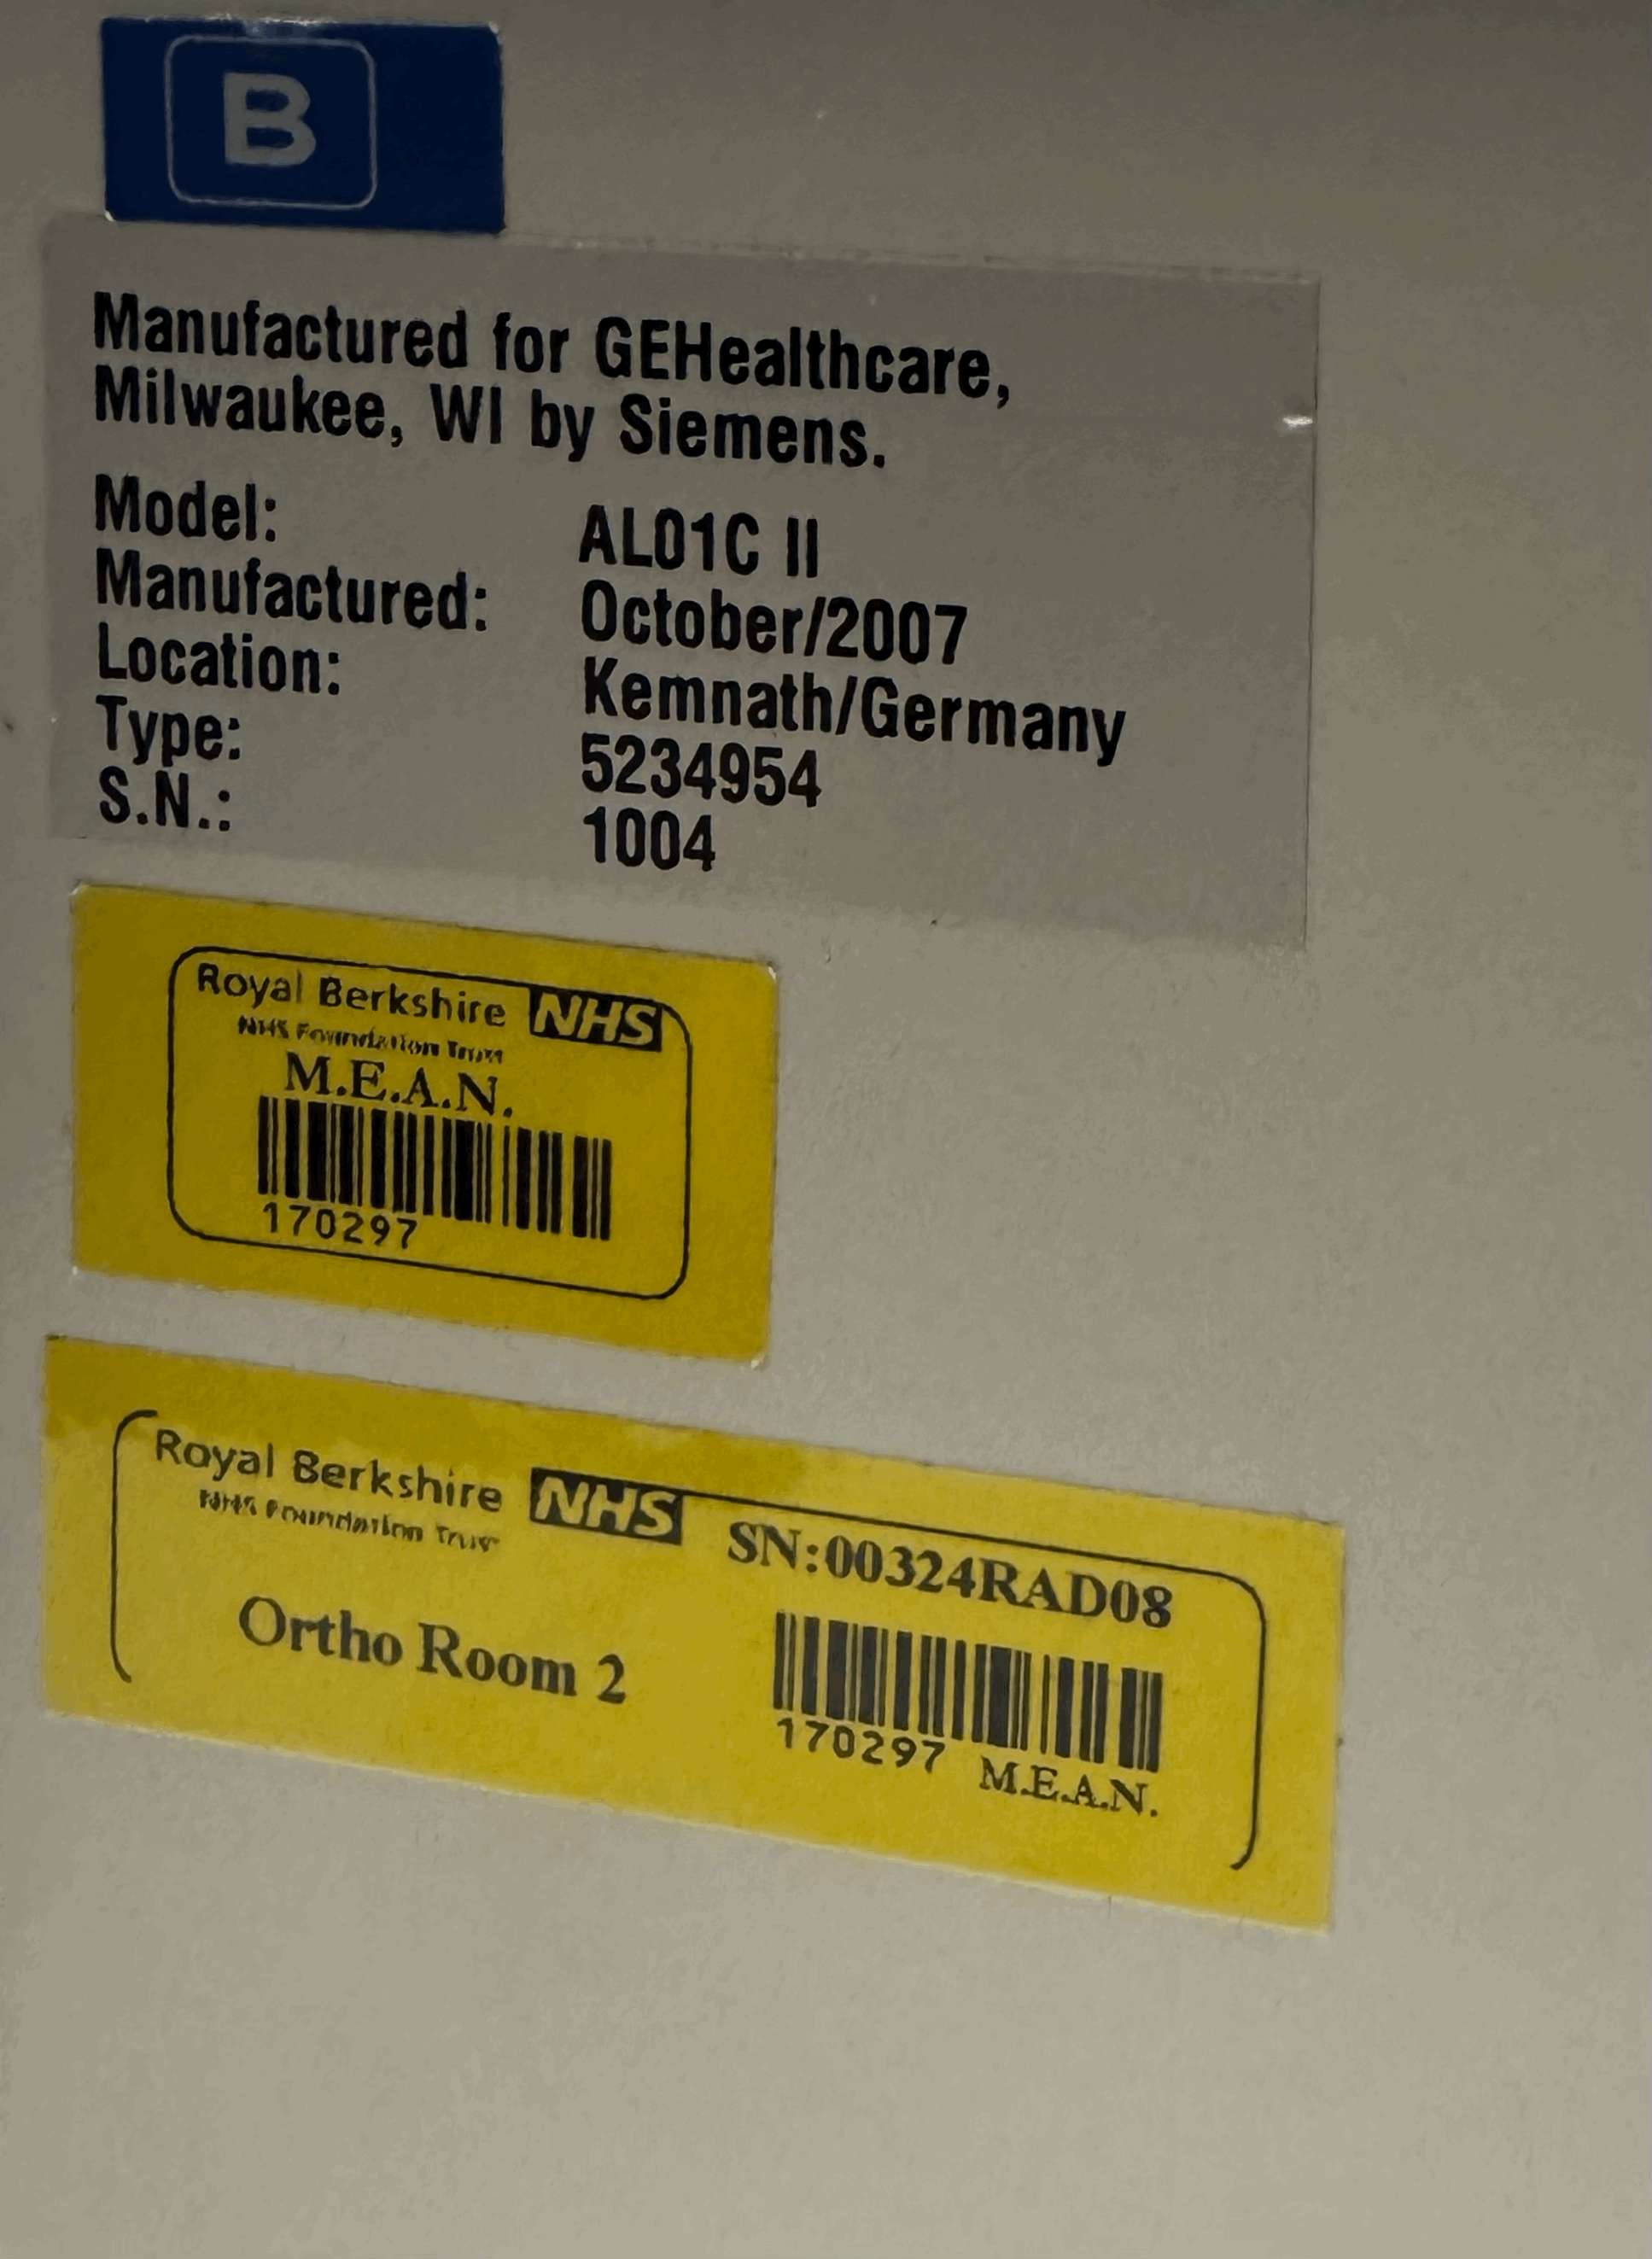 B
Manufactured for GEHealthcare,
Milwaukee, WI by Siemens.
Model: AL01C II
Manufactured: October/2007
Location: Kemnath/Germany
Type: 5234954
S.N.: 1004
Royal Berkshire NHS
NHS Foundation Trust
M.E.A.N.
170297
Royal Berkshire NHS
NHS Foundation Trust
SN:00324RAD08
Ortho Room 2
170297 M.E.A.N.